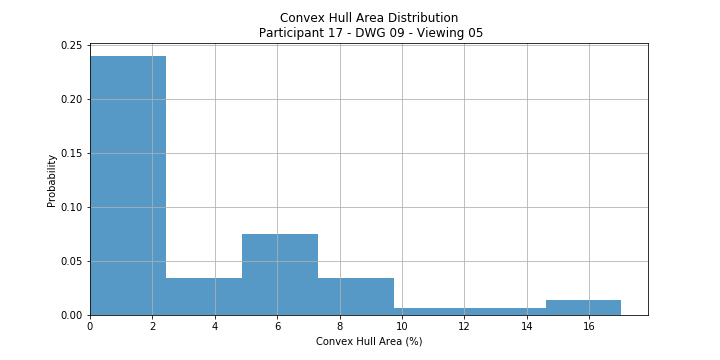 Convex Hull Area Distribution
Participant 17 - DWG 09 - Viewing 05
0.25
0.20
0.15
0.10
0.05
0.00
Probability
0 2 4 6 8 10 12 14 16
Convex Hull Area (%)